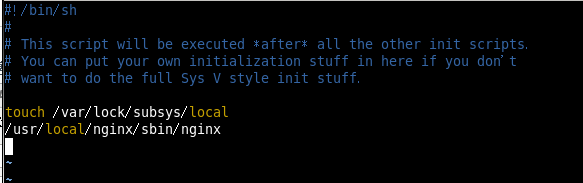 #!/bin/sh
#
# This script will be executed *after* all the other init scripts.
# You can put your own initialization stuff in here if you don't
# want to do the full Sys V style init stuff.
touch /var/lock/subsys/local
/usr/local/nginx/sbin/nginx
~
~